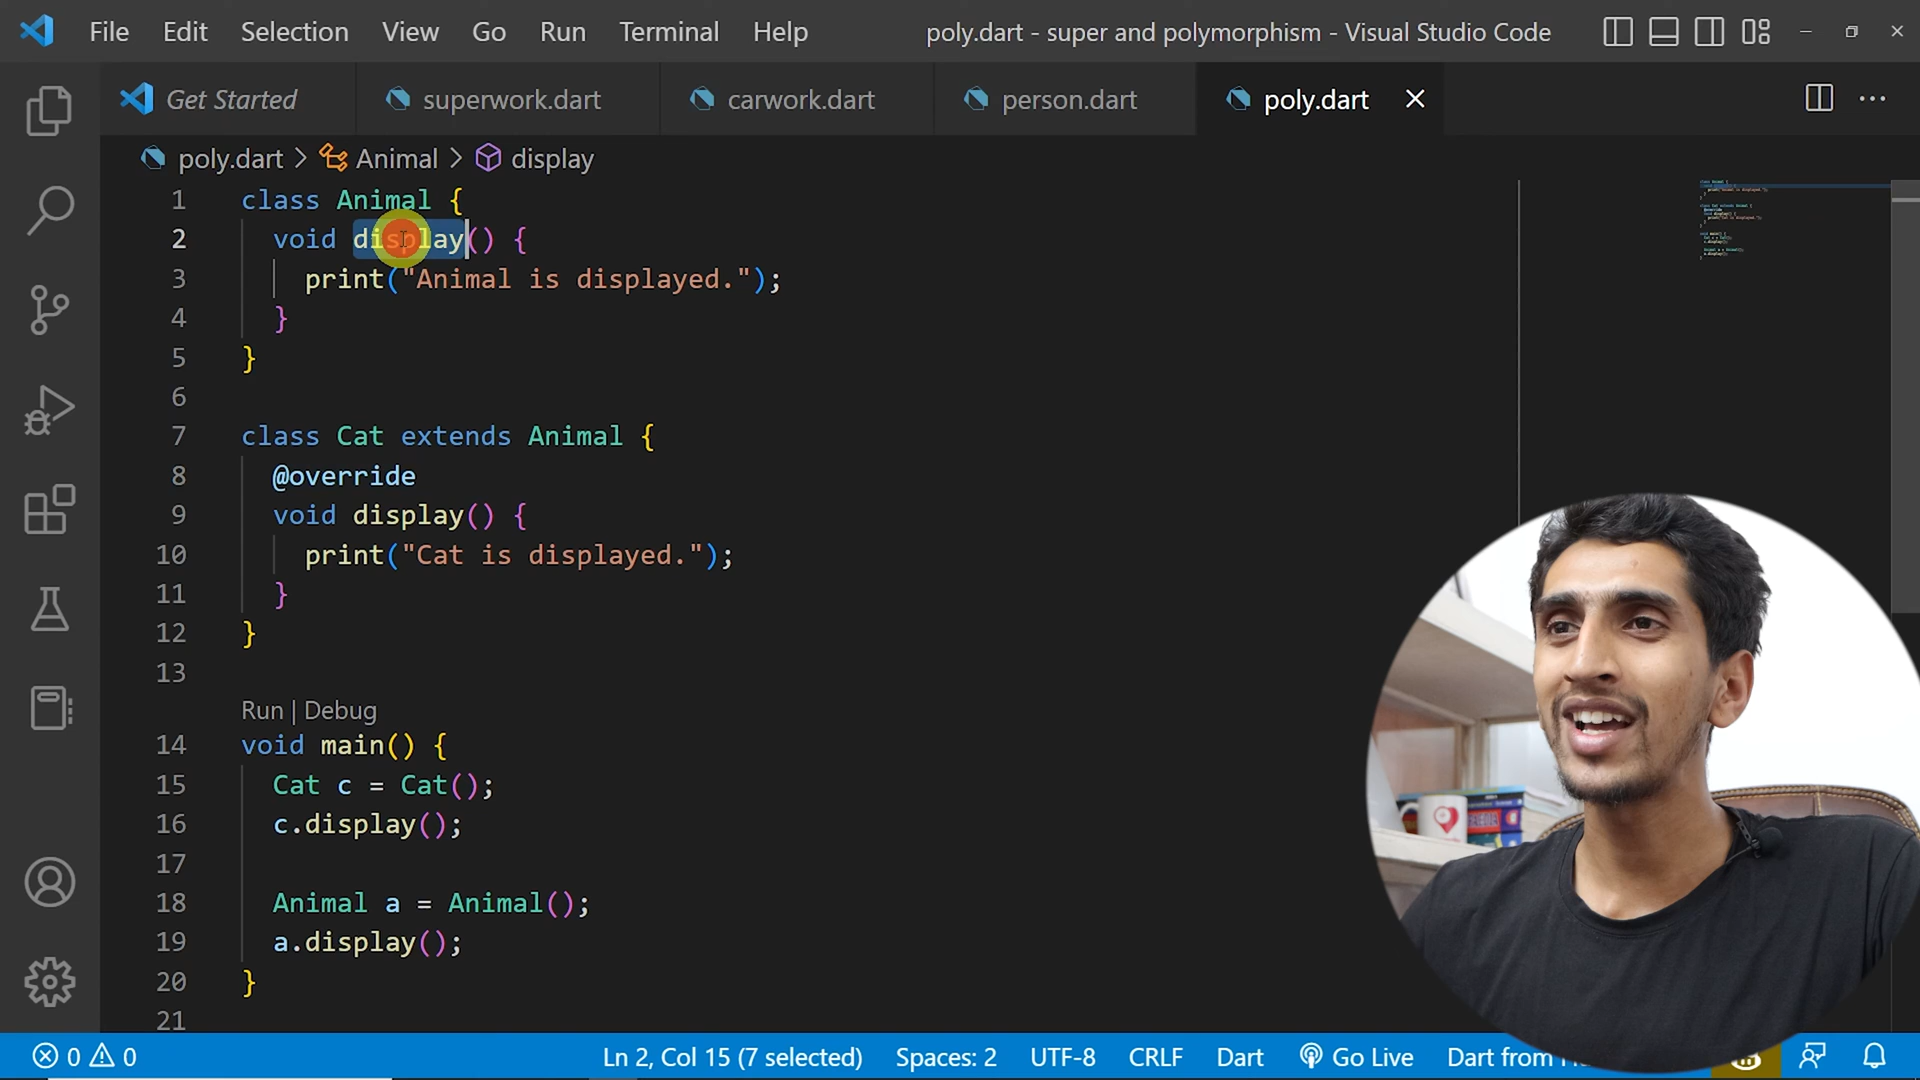 File Edit Selection View Go Run Terminal Help poly.dart - super and polymorphism - Visual Studio Code
Get Started superwork.dart carwork.dart person.dart poly.dart
poly.dart > Animal > display
1 class Animal {
2 void display() {
3 print("Animal is displayed.");
4 }
5 }
6
7 class Cat extends Animal {
8 @override
9 void display() {
10 print("Cat is displayed.");
11 }
12 }
13
Run | Debug
14 void main() {
15 Cat c = Cat();
16 c.display();
17
18 Animal a = Animal();
19 a.display();
20 }
21
0 0 Ln 2, Col 15 (7 selected) Spaces: 2 UTF-8 CRLF Dart Go Live Dart from